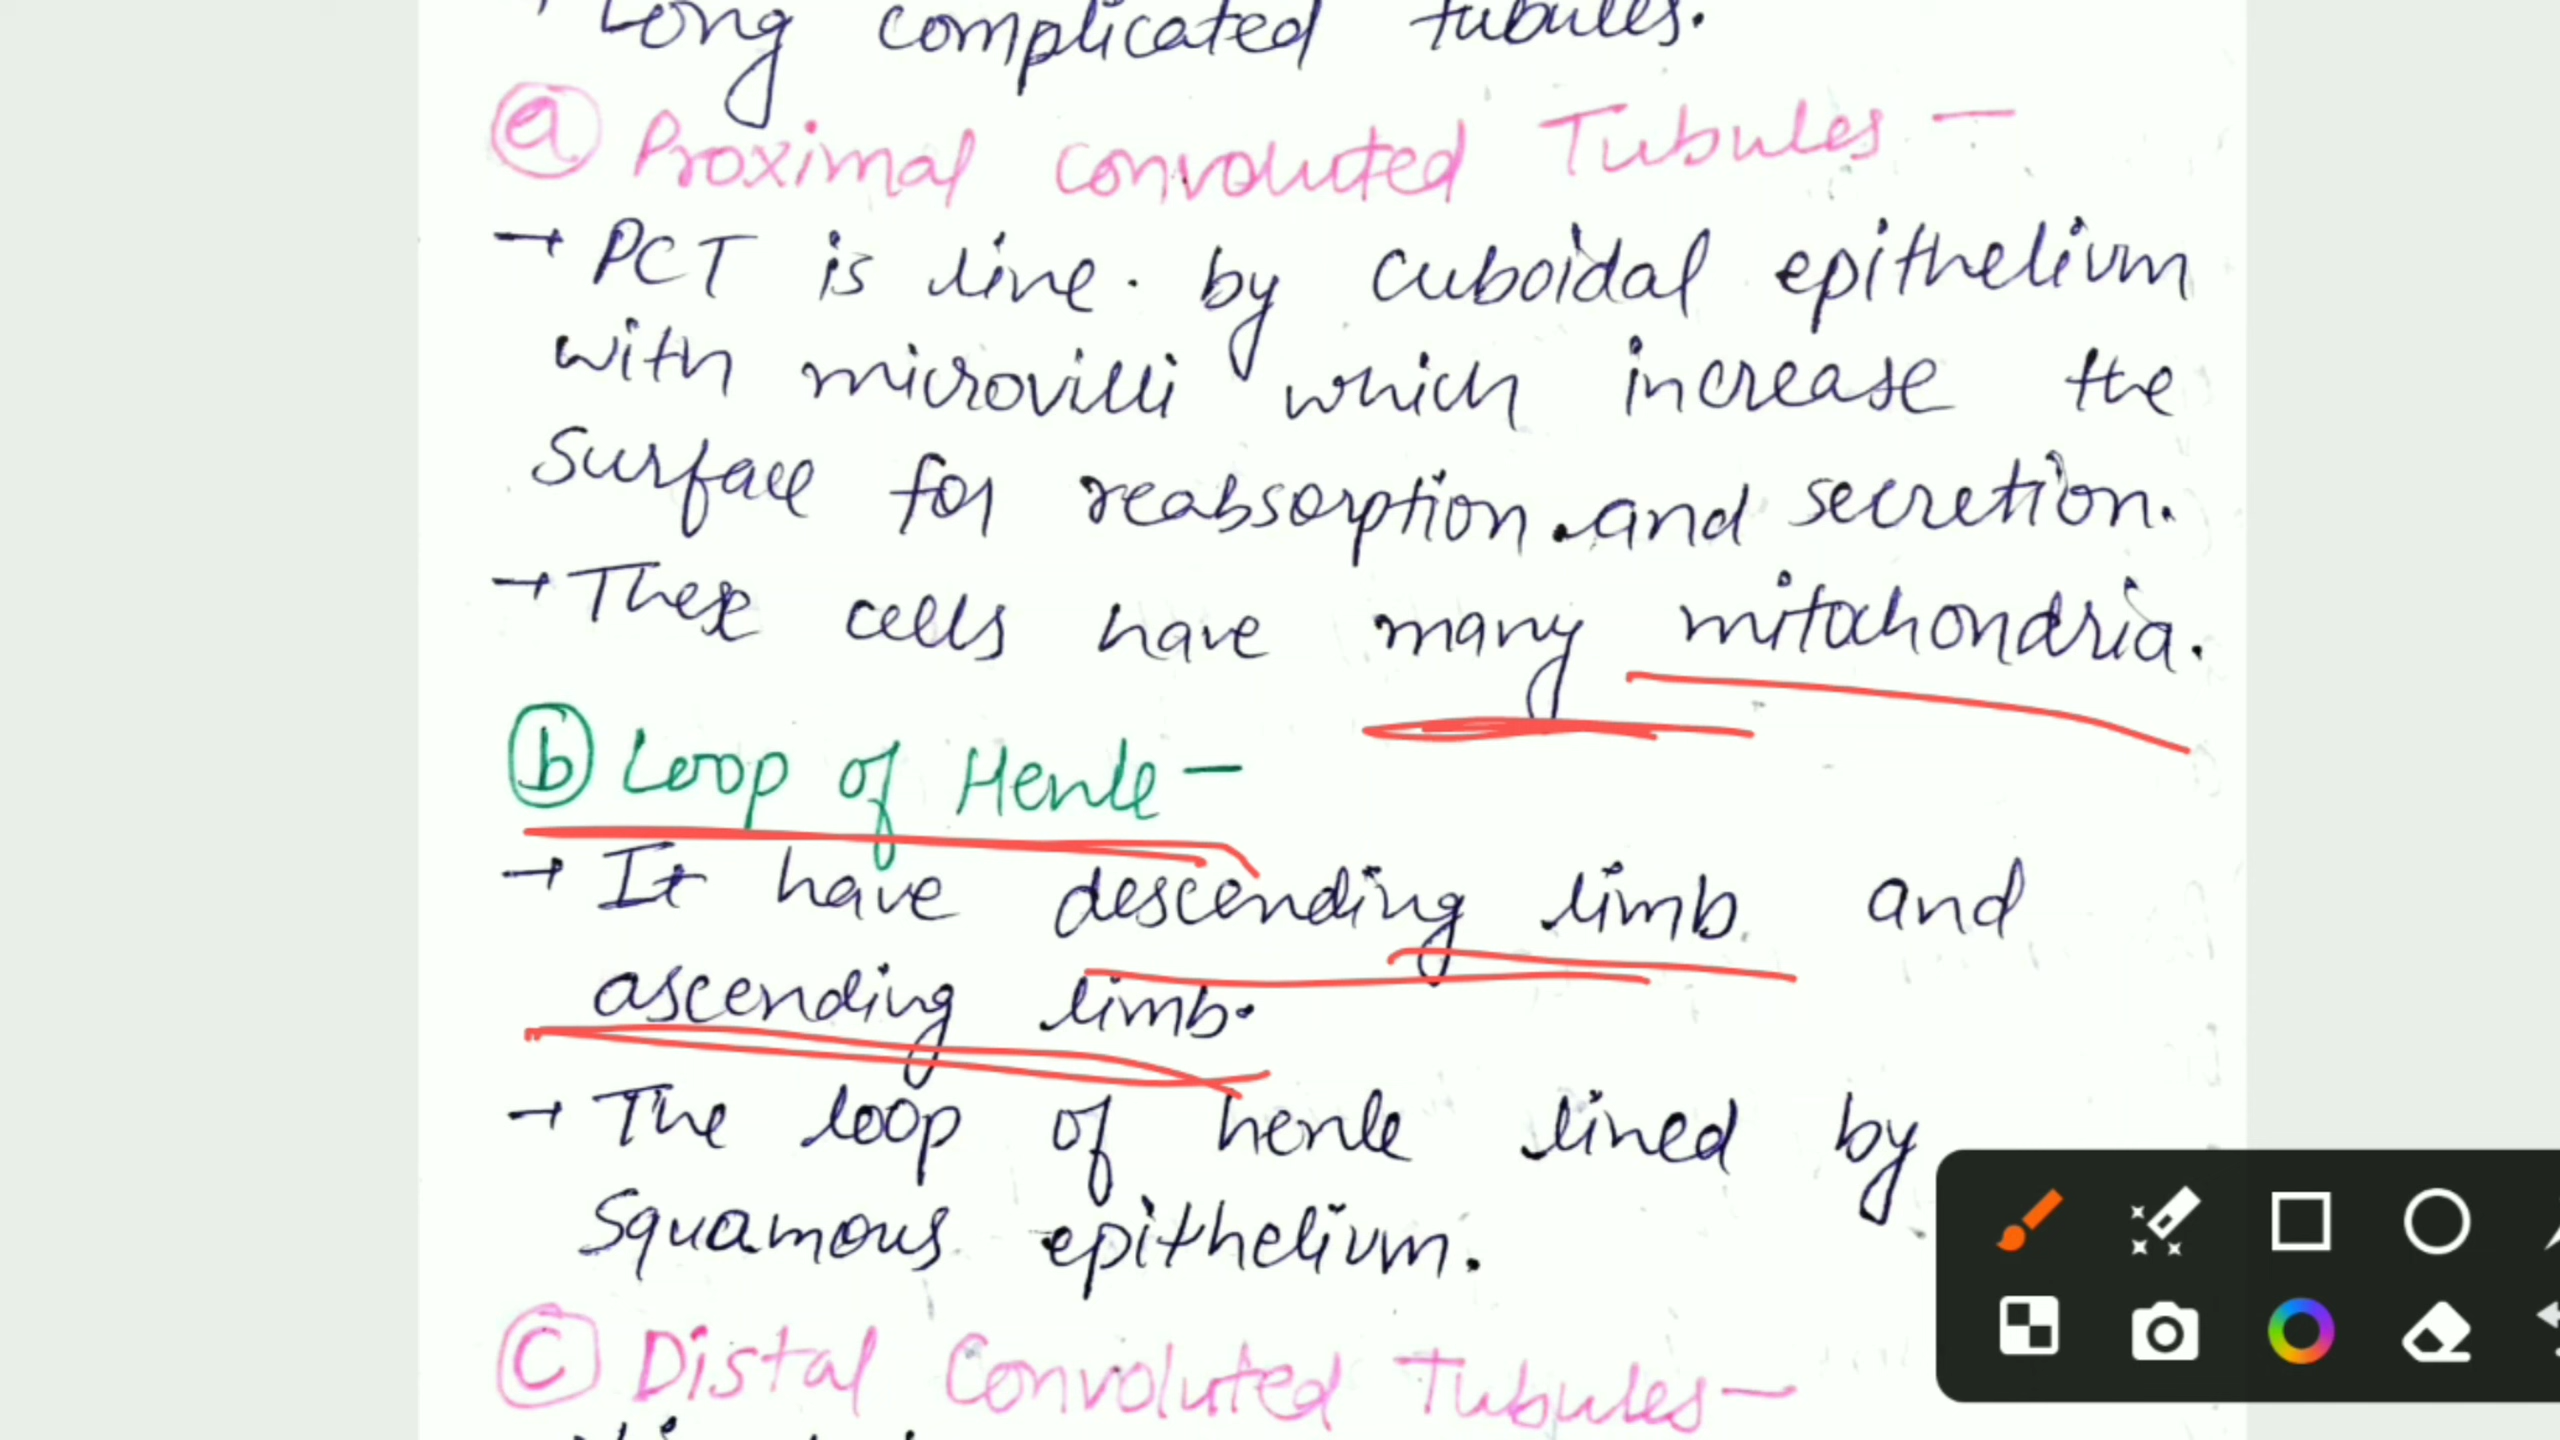 Long complicated tubules.
ⓐ Proximal convoluted Tubules —
→ PCT is line. by cuboidal epithelium
with microvilli which increase the
surface for reabsorption.and secretion.
→ These cells have many mitochondria.
ⓑ Loop of Henle —
→ It have descending limb and
ascending limb.
→ The loop of henle lined by
Squamous epithelium.
ⓒ Distal Convoluted Tubules —